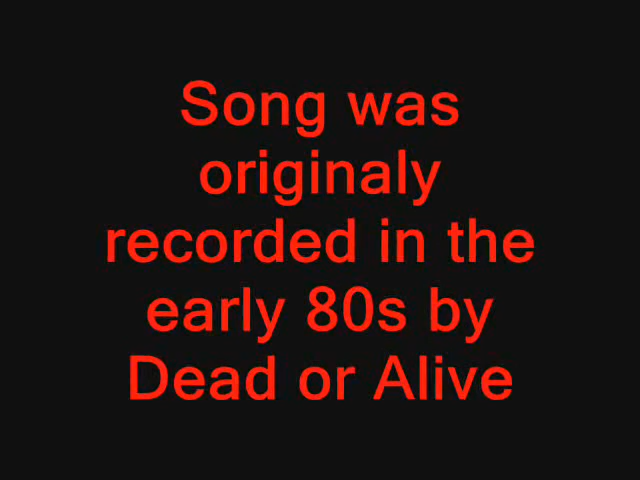 Song was
originaly
recorded in the
early 80s by
Dead or Alive